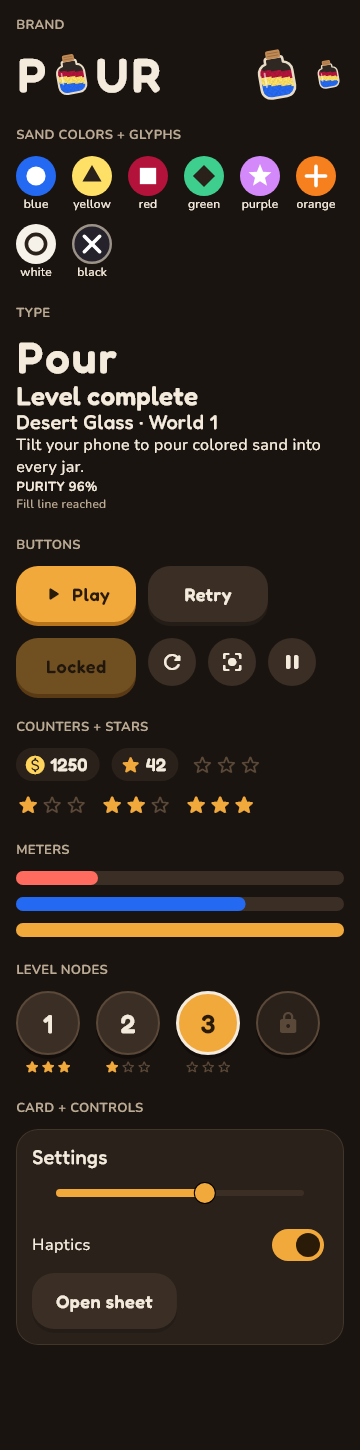 BRAND
P UR
SAND COLORS + GLYPHS
blue yellow red green purple orange
white black
TYPE
Pour
Level complete
Desert Glass · World 1
Tilt your phone to pour colored sand into
every jar.
PURITY 96%
Fill line reached
BUTTONS
Play Retry
Locked
COUNTERS + STARS
$ 1250 42
METERS
LEVEL NODES
1 2 3
CARD + CONTROLS
Settings
Haptics
Open sheet